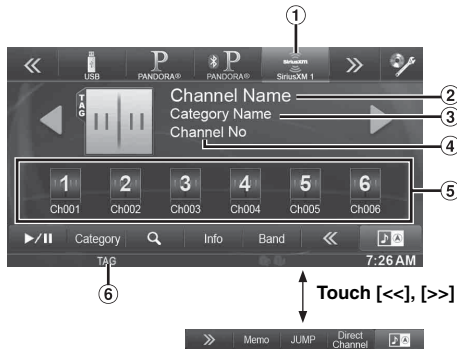 ①
≪ USB PANDORA® PANDORA® SiriusXM SiriusXM 1 ≫
TAG
Channel Name ②
Category Name ③
Channel No ④
1 2 3 4 5 6 ⑤
Ch001 Ch002 Ch003 Ch004 Ch005 Ch006
►/II Category Info Band ≪
TAG 7:26 AM
⑥
Touch [<<], [>>]
≫ Memo JUMP Direct Channel